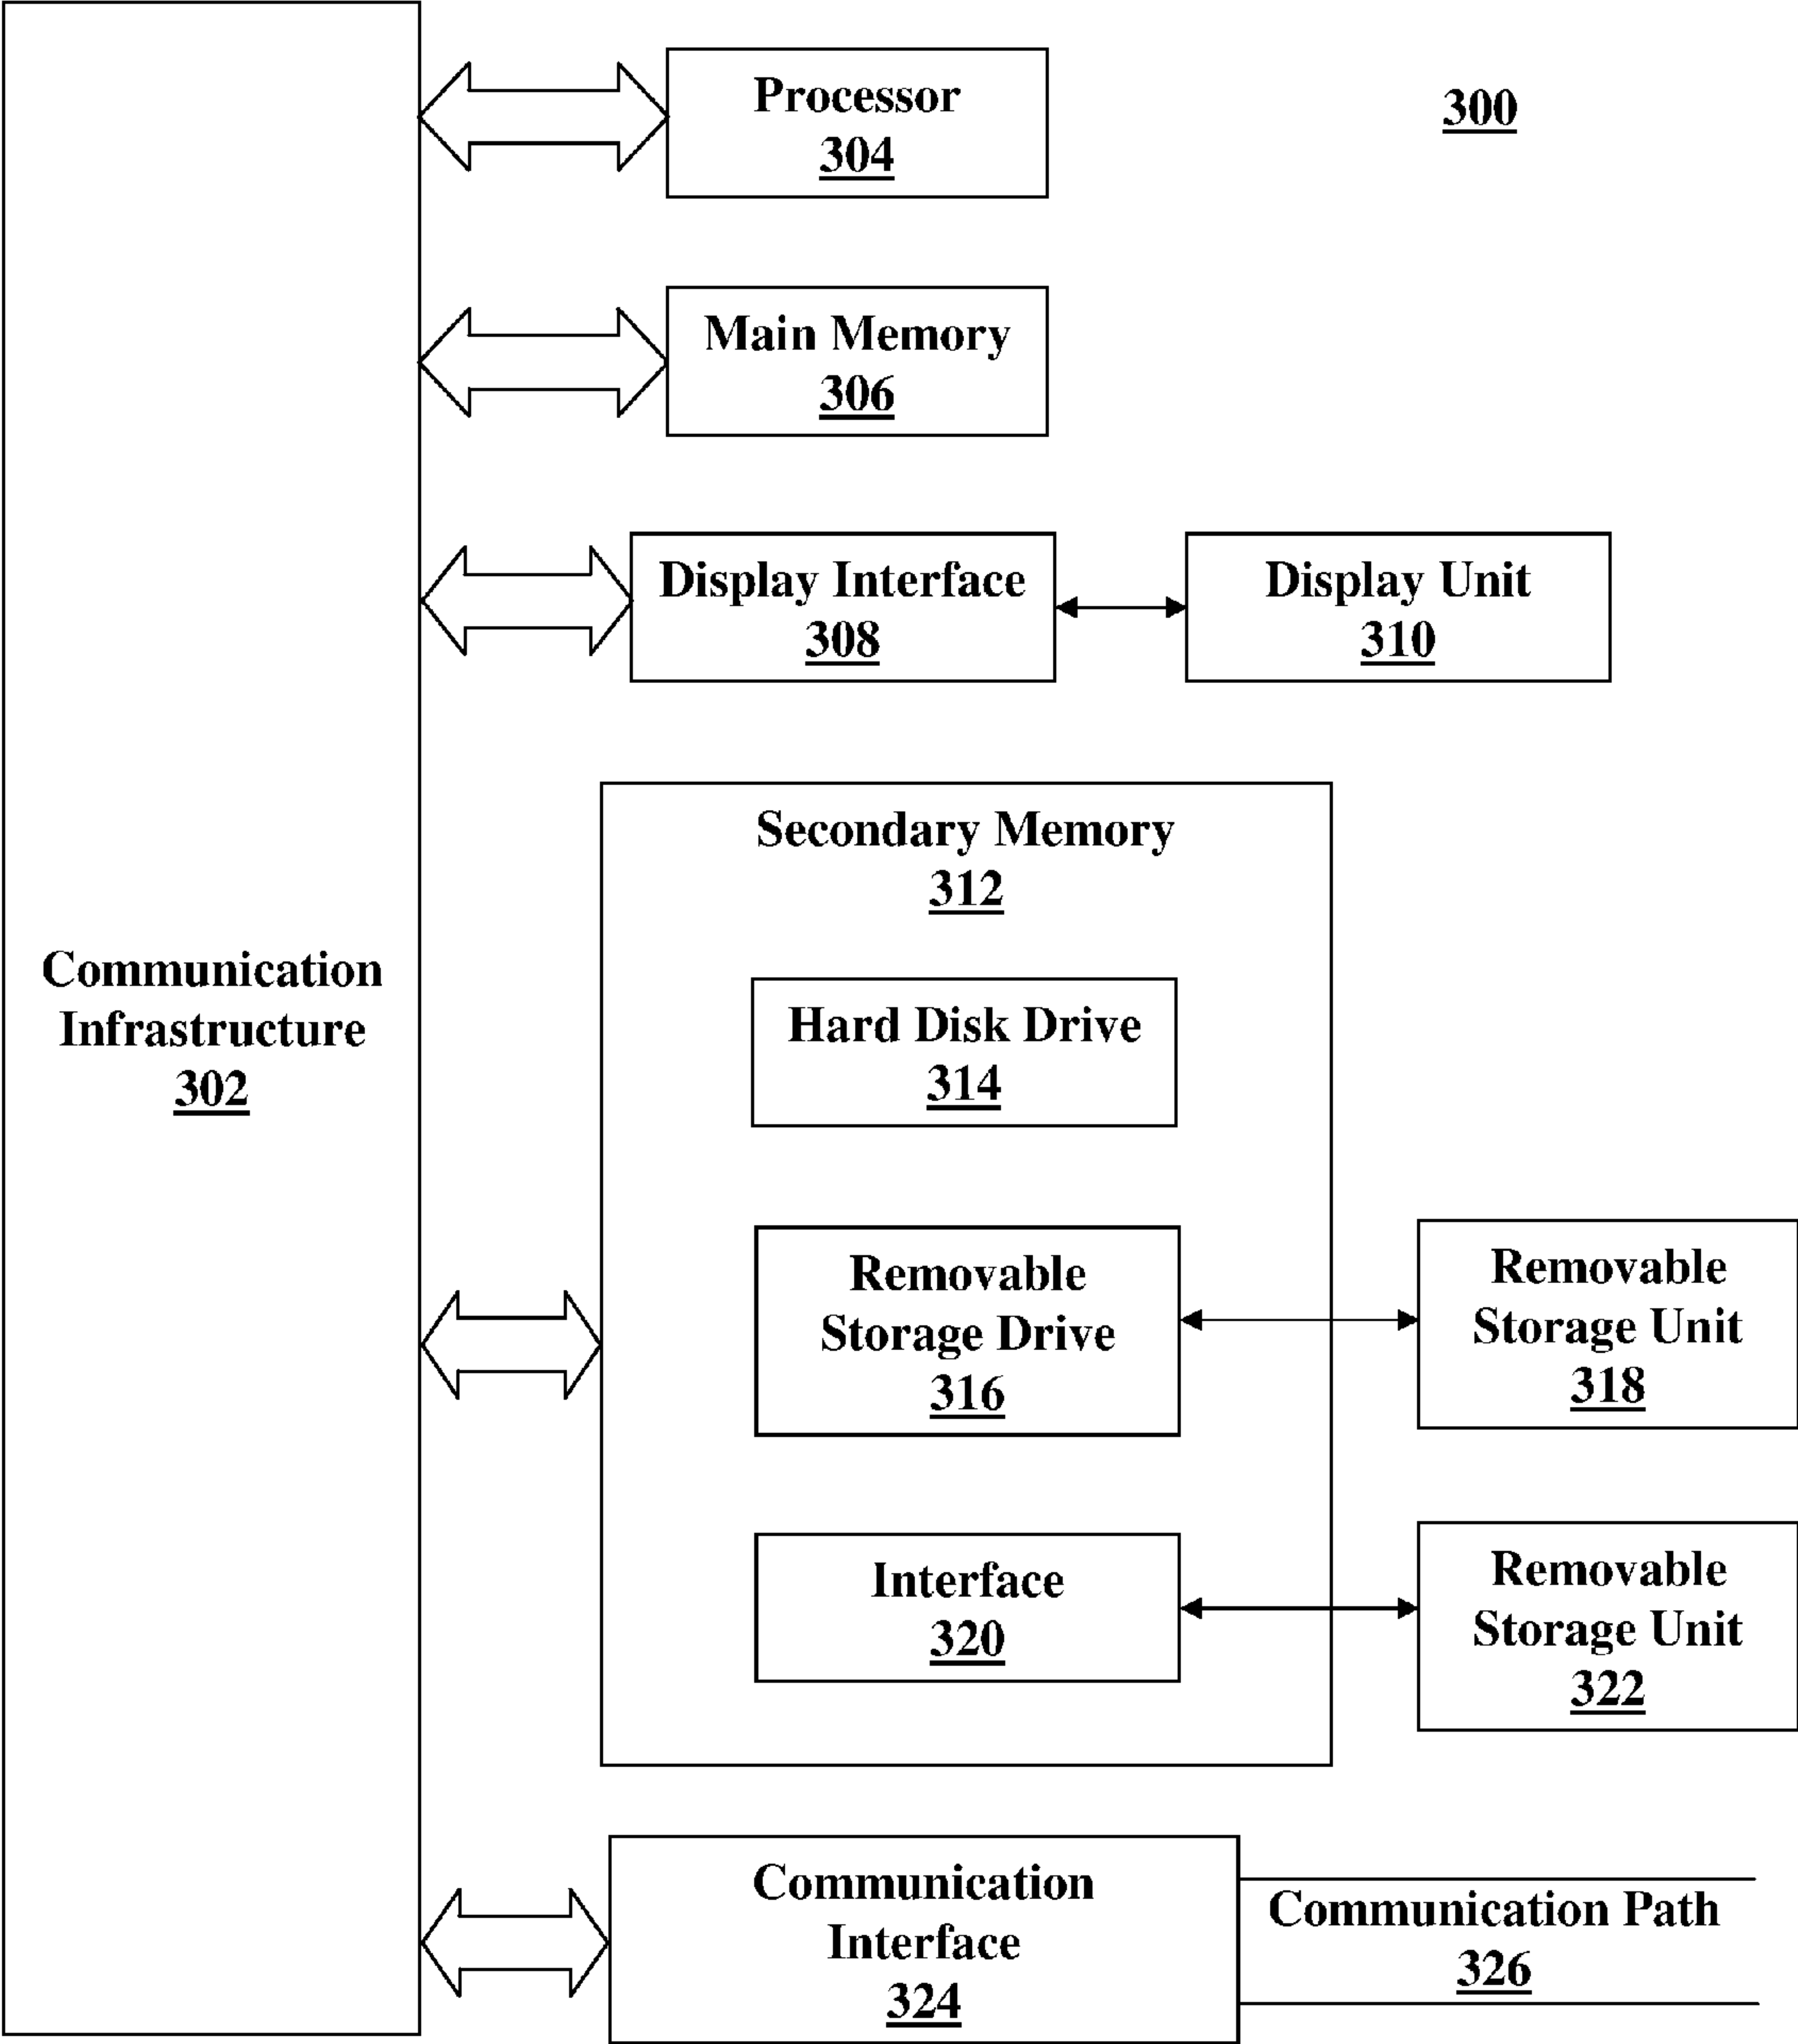 Processor
304
300
Main Memory
306
Display Interface
308
Display Unit
310
Secondary Memory
312
Communication
Infrastructure
302
Hard Disk Drive
314
Removable
Storage Drive
316
Removable
Storage Unit
318
Interface
320
Removable
Storage Unit
322
Communication
Interface
324
Communication Path
326